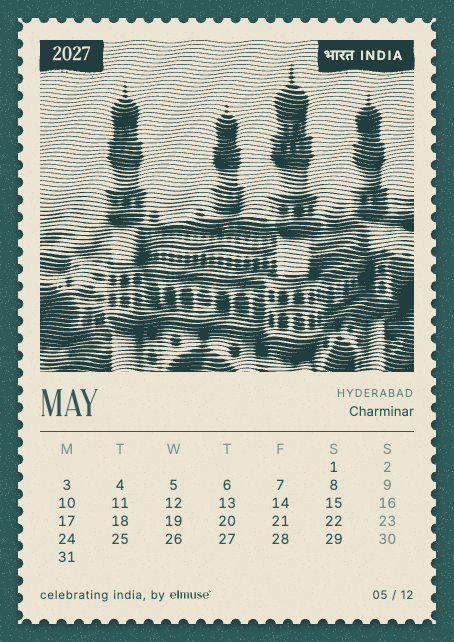 2027
भारत INDIA
MAY
HYDERABAD
Charminar
M T W T F S S
1 2
3 4 5 6 7 8 9
10 11 12 13 14 15 16
17 18 19 20 21 22 23
24 25 26 27 28 29 30
31
celebrating india, by elmuse
05 / 12